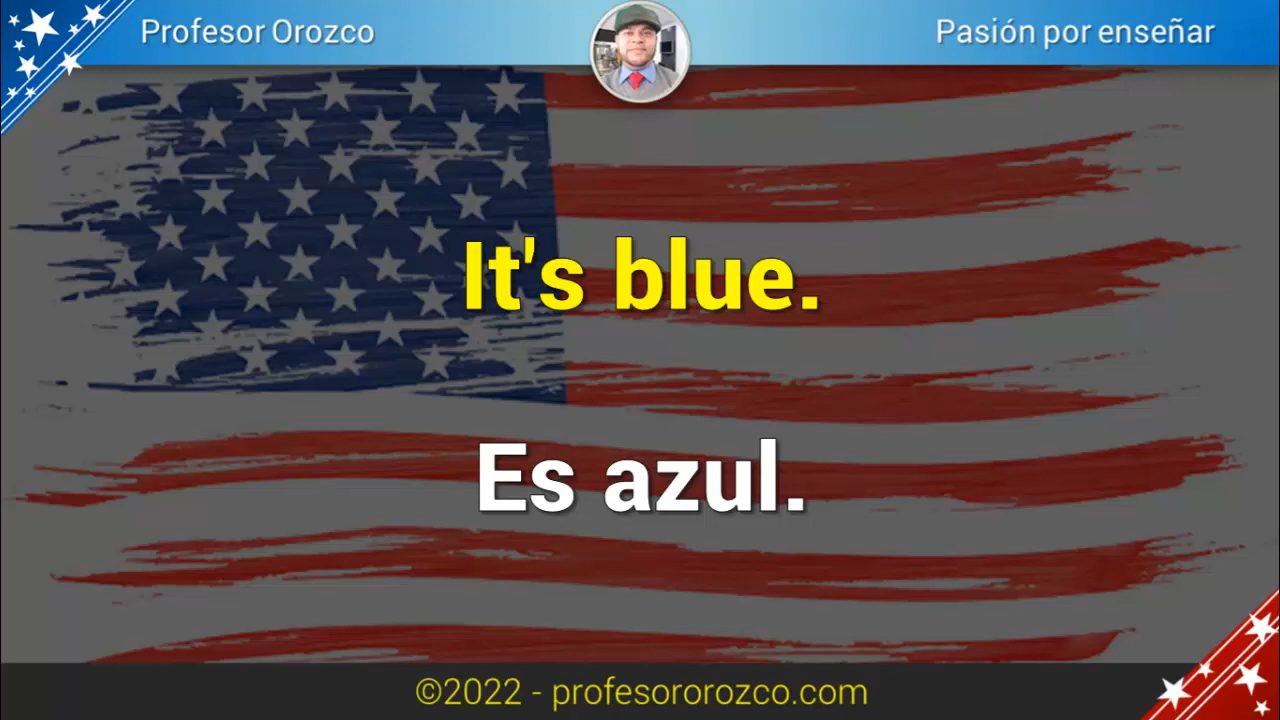 Profesor Orozco
Pasión por enseñar
It's blue.
Es azul.
©2022 - profesororozco.com